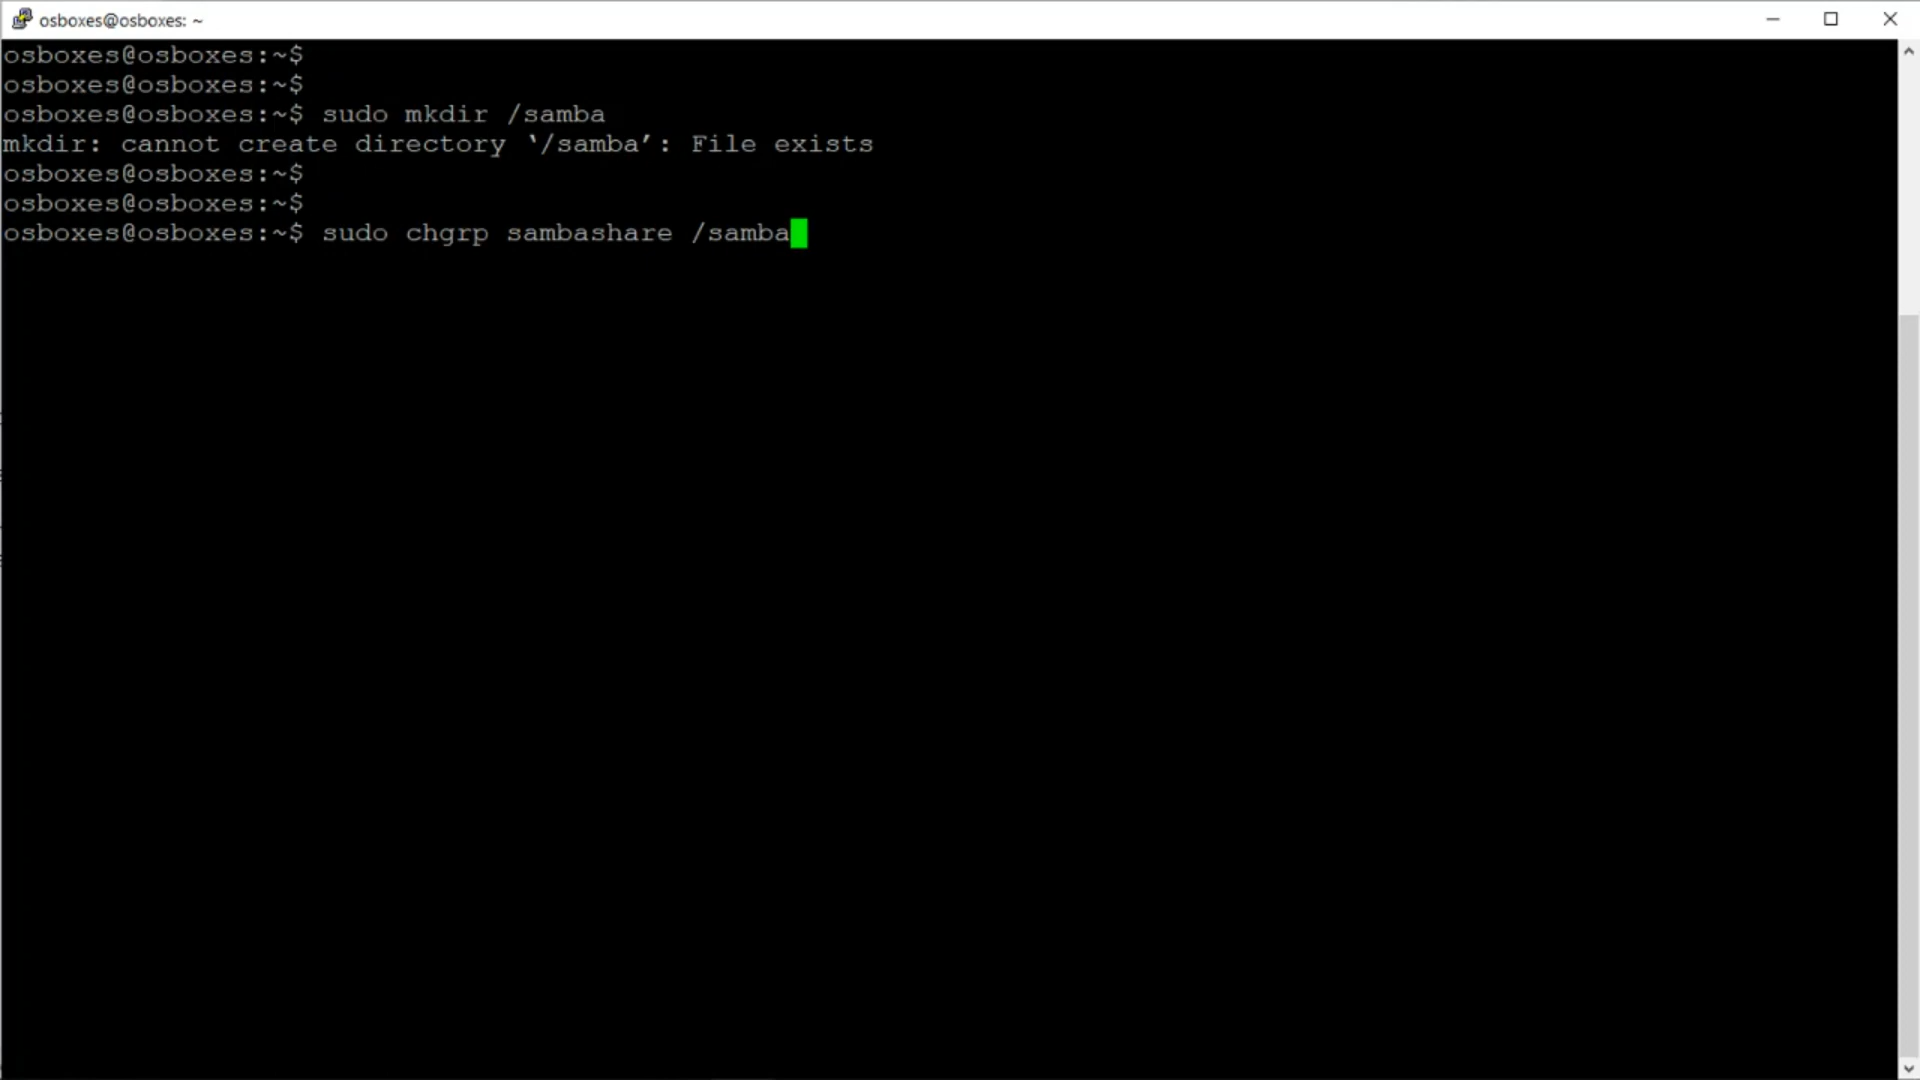 osboxes@osboxes: ~
osboxes@osboxes:~$
osboxes@osboxes:~$
osboxes@osboxes:~$ sudo mkdir /samba
mkdir: cannot create directory ‘/samba’: File exists
osboxes@osboxes:~$
osboxes@osboxes:~$
osboxes@osboxes:~$ sudo chgrp sambashare /samba